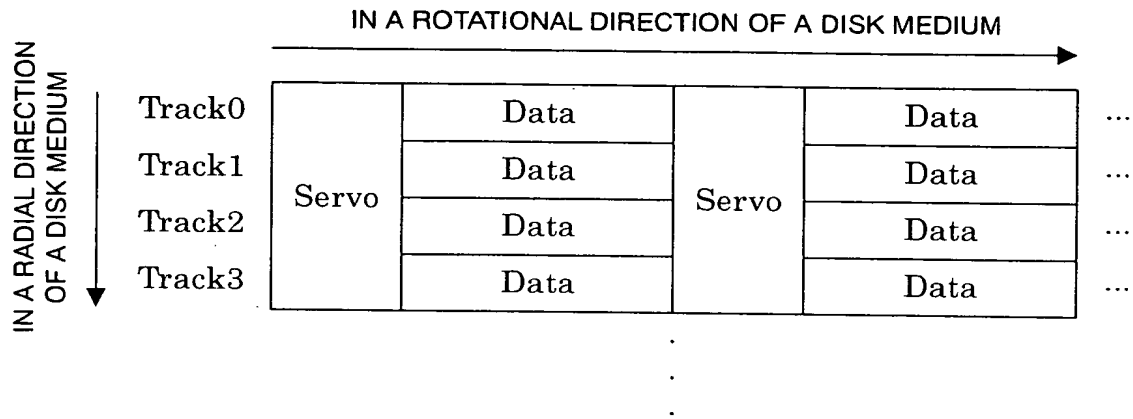 IN A ROTATIONAL DIRECTION OF A DISK MEDIUM
IN A RADIAL DIRECTION
OF A DISK MEDIUM
Track0 Data Data ...
Track1 Data Data ...
Servo Servo
Track2 Data Data ...
Track3 Data Data ...